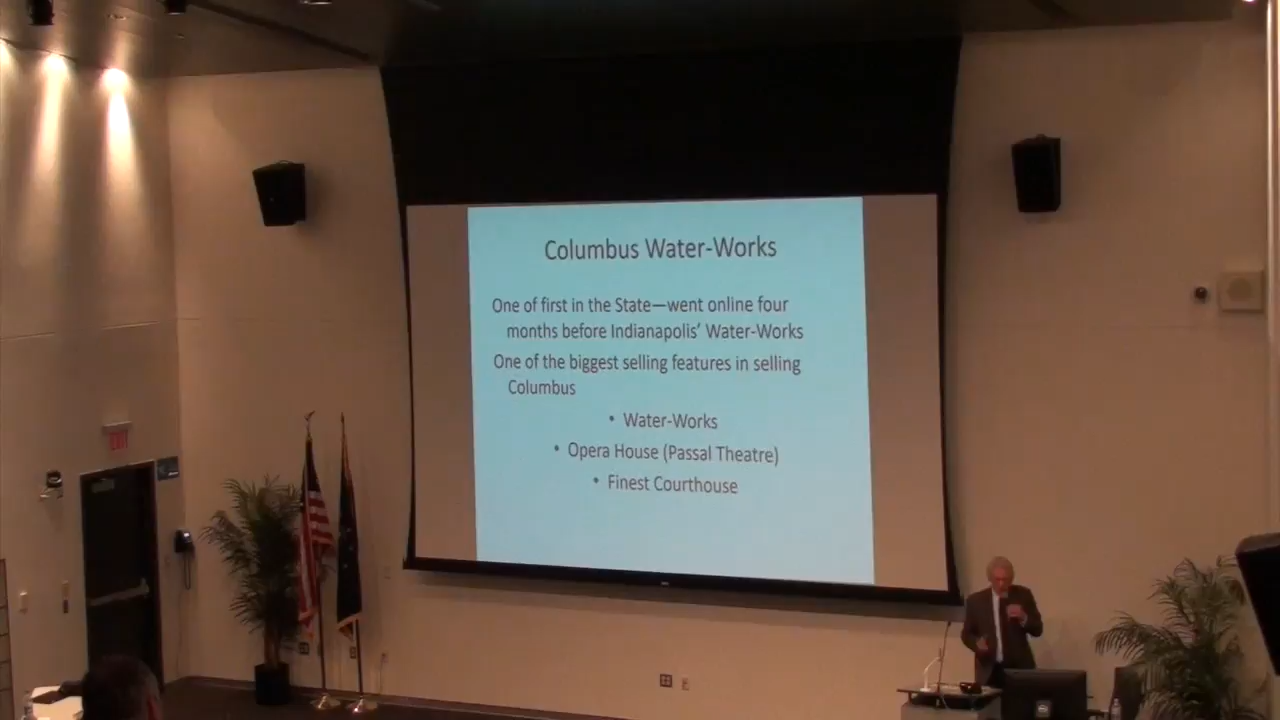 Columbus Water-Works
One of first in the State—went online four
months before Indianapolis' Water-Works
One of the biggest selling features in selling
Columbus
• Water-Works
• Opera House (Passal Theatre)
• Finest Courthouse
EXIT